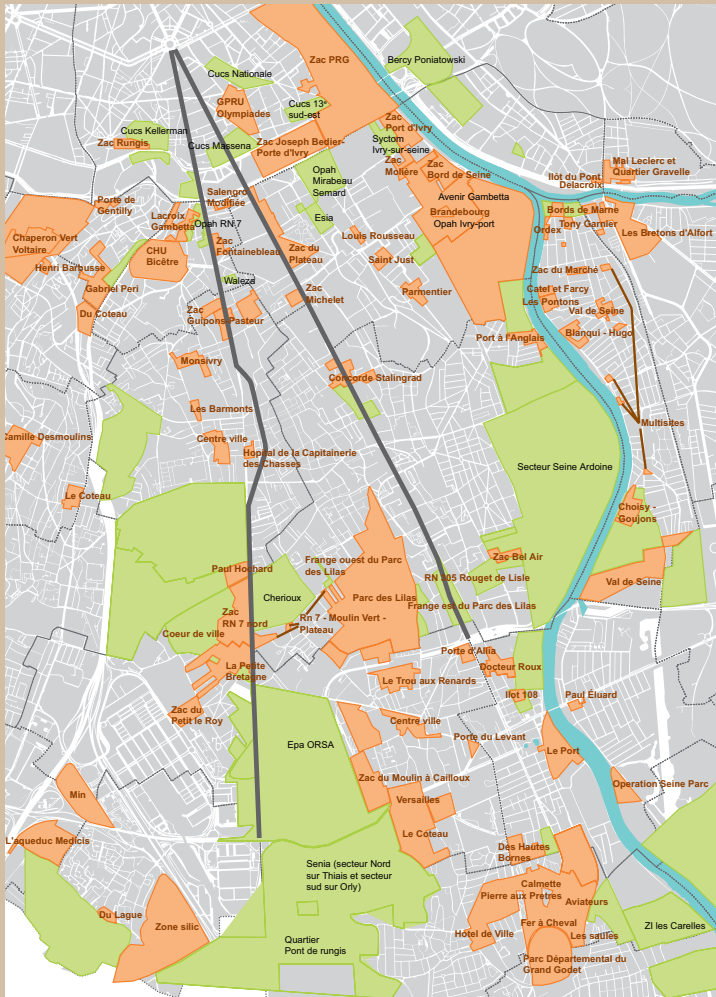 Zac PRG
Bercy Poniatowski
Cucs Nationale
GPRU
Olympiades
Cucs 13e
sud-est
Cucs Kellerman
Zac Rungis
Cucs Massena
Zac Joseph Bedier-
Porte d'Ivry
Zac
Port d'Ivry
Syctom
Ivry-sur-seine
Zac
Molière
Zac
Bord de Seine
Mal Leclerc et
Quartier Gravelle
Ilôt du Pont
Delacroix
Opah
Mirabeau
Semard
Salengro
Modifiée
Avenir Gambetta
Porte de
Gentilly
Lacroix
Gambetta
Opah RN 7
Esia
Brandebourg
Opah Ivry-port
Bords de Marne
Tony Garnier
Ordex
Les Bretons d'Alfort
Chaperon Vert
Voltaire
CHU
Bicêtre
Zac
Fontainebleau
Zac du
Plateau
Louis Rousseau
Saint Just
Henri Barbusse
Gabriel Peri
Waleza
Zac
Michelet
Parmentier
Zac du Marché
Catel et Farcy
Les Pontons
Val de Seine
Du Coteau
Zac
Guipons-Pasteur
Port à l'Anglais
Blanqui - Hugo
Monsivry
Concorde Stalingrad
Les Barmonts
Multisites
Camille Desmoulins
Centre ville
Hopital de la Capitainerie
des Chasses
Secteur Seine Ardoine
Le Coteau
Choisy -
Goujons
Paul Hochard
Frange ouest du Parc
des Lilas
Zac Bel Air
RN 305 Rouget de Lisle
Val de Seine
Cherioux
Parc des Lilas
Frange est du Parc des Lilas
Zac
RN 7 nord
Rn 7 - Moulin Vert -
Plateau
Coeur de ville
Porte d'Allia
La Petite
Bretagne
Docteur Roux
Le Trou aux Renards
Ilot 108
Paul Éluard
Zac du
Petit le Roy
Centre ville
Porte du Levant
Epa ORSA
Le Port
Zac du Moulin à Cailloux
Operation Seine Parc
Min
Versailles
L'aqueduc Medicis
Le Coteau
Des Hautes
Bornes
Senia (secteur Nord
sur Thiais et secteur
sud sur Orly)
Calmette
Pierre aux Pretres
Aviateurs
Du Lague
Zone silic
Fer à Cheval
Hôtel de Ville
Les saules
ZI les Carelles
Quartier
Pont de rungis
Parc Départemental du
Grand Godet